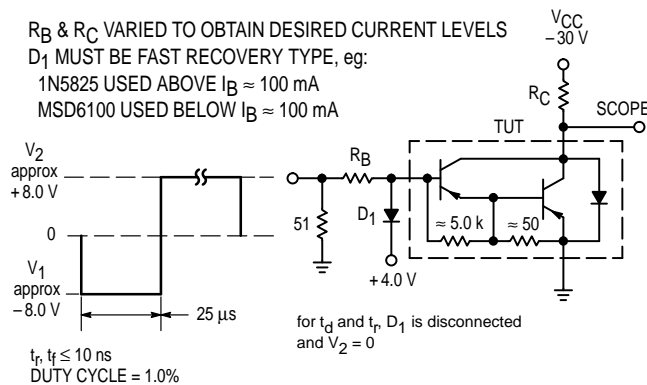 R_B & R_C VARIED TO OBTAIN DESIRED CURRENT LEVELS
D_1 MUST BE FAST RECOVERY TYPE, eg:
1N5825 USED ABOVE I_B ≈ 100 mA
MSD6100 USED BELOW I_B ≈ 100 mA
V_CC
– 30 V
R_C
SCOPE
TUT
V_2
approx
+ 8.0 V
0
V_1
approx
– 8.0 V
25 μs
R_B
51
D_1
+ 4.0 V
≈ 5.0 k
≈ 50
for t_d and t_r, D_1 is disconnected
and V_2 = 0
t_r, t_f ≤ 10 ns
DUTY CYCLE = 1.0%